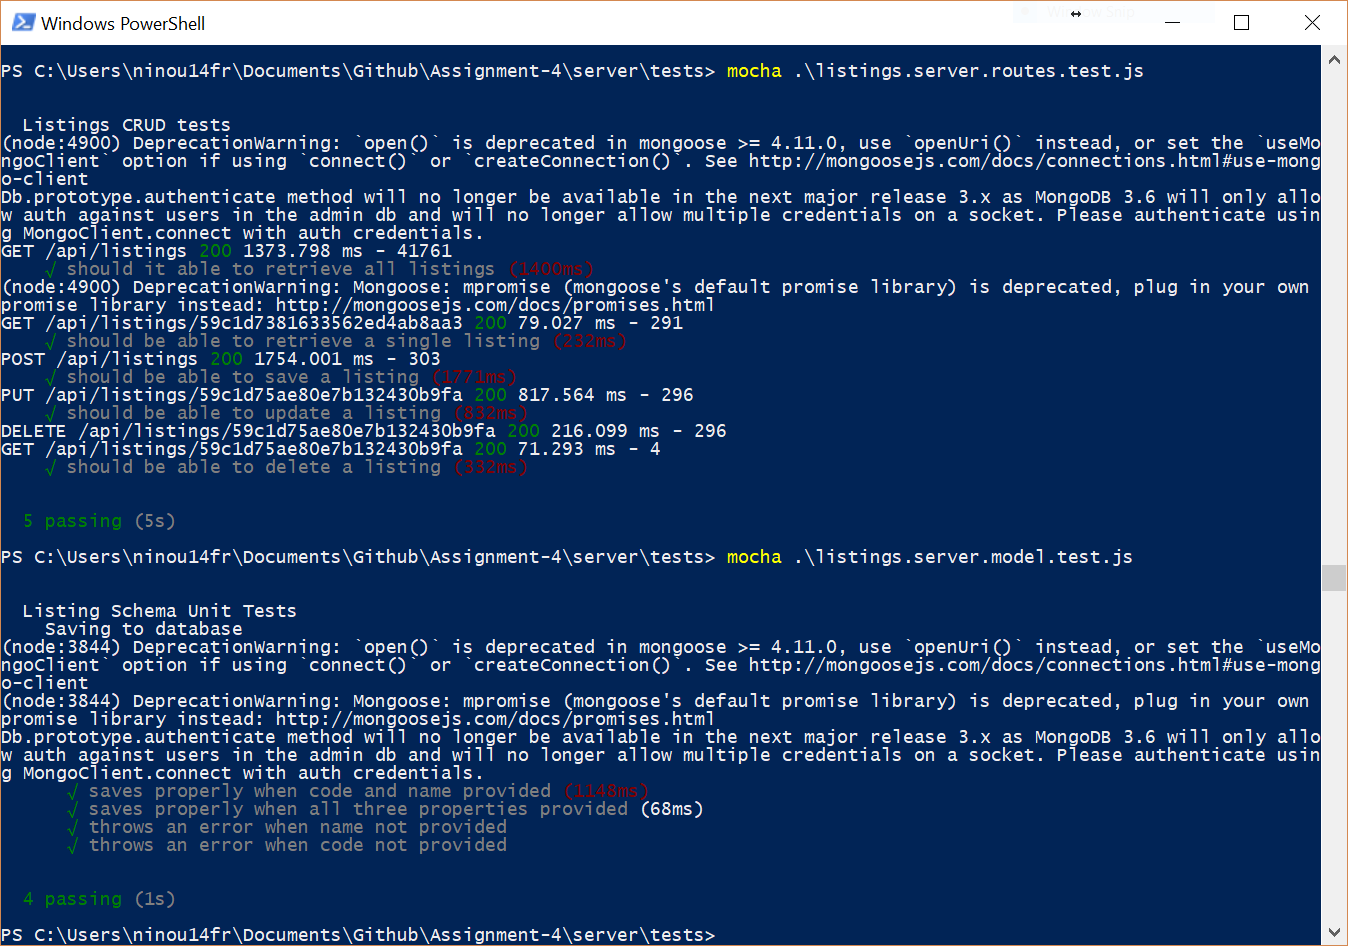 Windows PowerShell
PS C:\Users\ninou14fr\Documents\Github\Assignment-4\server\tests> mocha .\listings.server.routes.test.js
Listings CRUD tests
(node:4900) DeprecationWarning: `open()` is deprecated in mongoose >= 4.11.0, use `openUri()` instead, or set the `useMo
ngoClient` option if using `connect()` or `createConnection()`. See http://mongoosejs.com/docs/connections.html#use-mong
o-client
Db.prototype.authenticate method will no longer be available in the next major release 3.x as MongoDB 3.6 will only allo
w auth against users in the admin db and will no longer allow multiple credentials on a socket. Please authenticate usin
g MongoClient.connect with auth credentials.
GET /api/listings 200 1373.798 ms - 41761
√ should it able to retrieve all listings (1400ms)
(node:4900) DeprecationWarning: Mongoose: mpromise (mongoose's default promise library) is deprecated, plug in your own
promise library instead: http://mongoosejs.com/docs/promises.html
GET /api/listings/59c1d7381633562ed4ab8aa3 200 79.027 ms - 291
√ should be able to retrieve a single listing (232ms)
POST /api/listings 200 1754.001 ms - 303
√ should be able to save a listing (1771ms)
PUT /api/listings/59c1d75ae80e7b132430b9fa 200 817.564 ms - 296
√ should be able to update a listing (832ms)
DELETE /api/listings/59c1d75ae80e7b132430b9fa 200 216.099 ms - 296
GET /api/listings/59c1d75ae80e7b132430b9fa 200 71.293 ms - 4
√ should be able to delete a listing (332ms)
5 passing (5s)
PS C:\Users\ninou14fr\Documents\Github\Assignment-4\server\tests> mocha .\listings.server.model.test.js
Listing Schema Unit Tests
Saving to database
(node:3844) DeprecationWarning: `open()` is deprecated in mongoose >= 4.11.0, use `openUri()` instead, or set the `useMo
ngoClient` option if using `connect()` or `createConnection()`. See http://mongoosejs.com/docs/connections.html#use-mong
o-client
(node:3844) DeprecationWarning: Mongoose: mpromise (mongoose's default promise library) is deprecated, plug in your own
promise library instead: http://mongoosejs.com/docs/promises.html
Db.prototype.authenticate method will no longer be available in the next major release 3.x as MongoDB 3.6 will only allo
w auth against users in the admin db and will no longer allow multiple credentials on a socket. Please authenticate usin
g MongoClient.connect with auth credentials.
√ saves properly when code and name provided (1148ms)
√ saves properly when all three properties provided (68ms)
√ throws an error when name not provided
√ throws an error when code not provided
4 passing (1s)
PS C:\Users\ninou14fr\Documents\Github\Assignment-4\server\tests>